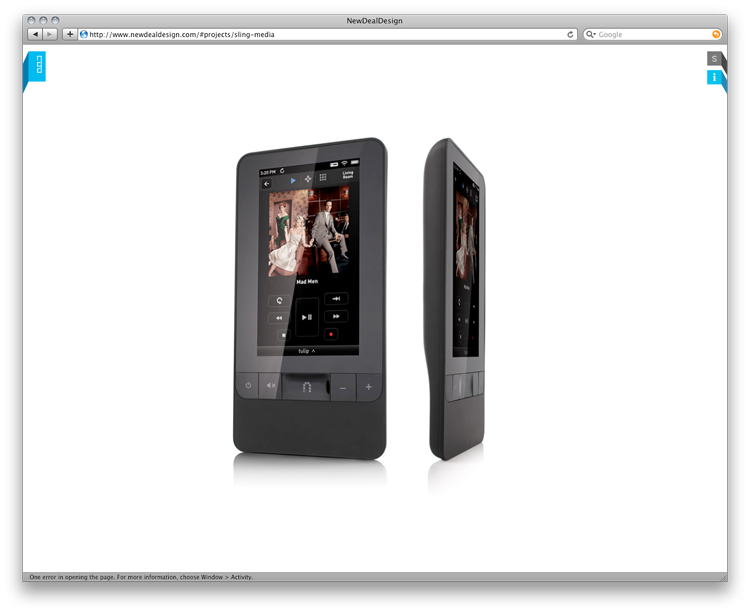 NewDealDesign
http://www.newdealdesign.com/#projects/sling-media
Google
S
i
5:20 PM
Living
Room
Mad Men
tulip ^
One error in opening the page. For more information, choose Window > Activity.